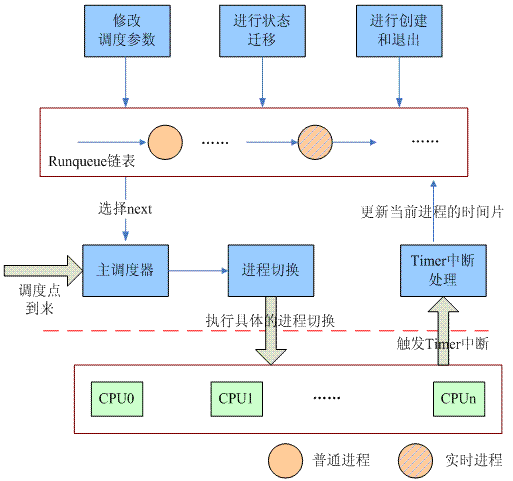 修改
调度参数
进行状态
迁移
进行创建
和退出
......
......
Runqueue链表
选择next
更新当前进程的时间片
调度点
到来
主调度器
进程切换
Timer中断
处理
执行具体的进程切换
触发Timer中断
CPU0
CPU1
......
CPUn
普通进程
实时进程